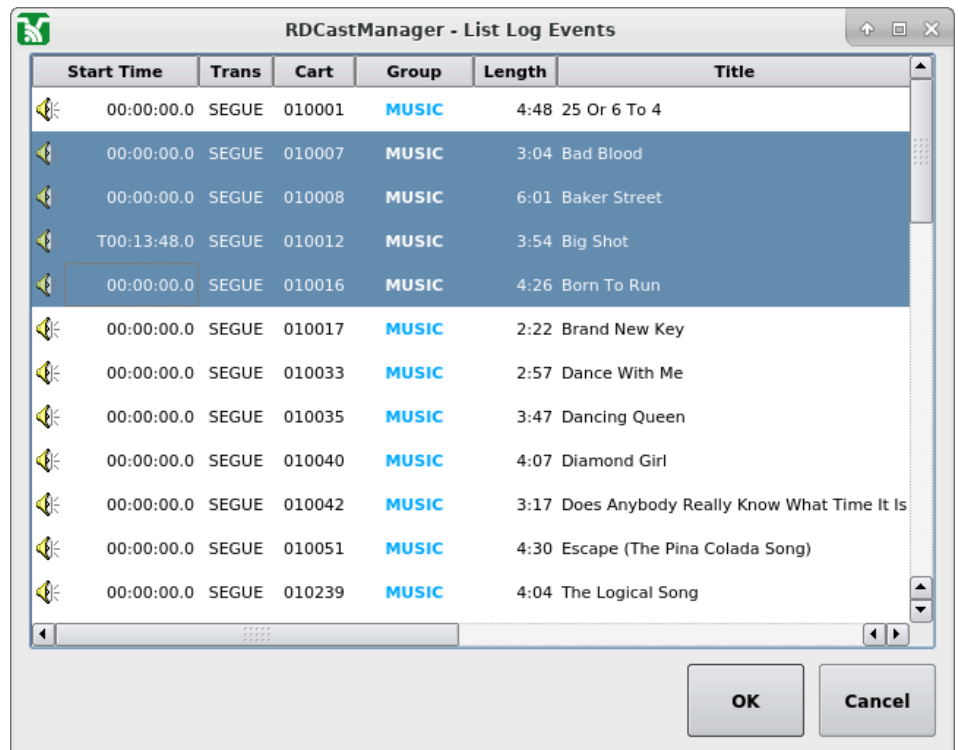 RDCastManager - List Log Events
Start Time Trans Cart Group Length Title
00:00:00.0 SEGUE 010001 MUSIC 4:48 25 Or 6 To 4
00:00:00.0 SEGUE 010007 MUSIC 3:04 Bad Blood
00:00:00.0 SEGUE 010008 MUSIC 6:01 Baker Street
T00:13:48.0 SEGUE 010012 MUSIC 3:54 Big Shot
00:00:00.0 SEGUE 010016 MUSIC 4:26 Born To Run
00:00:00.0 SEGUE 010017 MUSIC 2:22 Brand New Key
00:00:00.0 SEGUE 010033 MUSIC 2:57 Dance With Me
00:00:00.0 SEGUE 010035 MUSIC 3:47 Dancing Queen
00:00:00.0 SEGUE 010040 MUSIC 4:07 Diamond Girl
00:00:00.0 SEGUE 010042 MUSIC 3:17 Does Anybody Really Know What Time It Is
00:00:00.0 SEGUE 010051 MUSIC 4:30 Escape (The Pina Colada Song)
00:00:00.0 SEGUE 010239 MUSIC 4:04 The Logical Song
OK Cancel